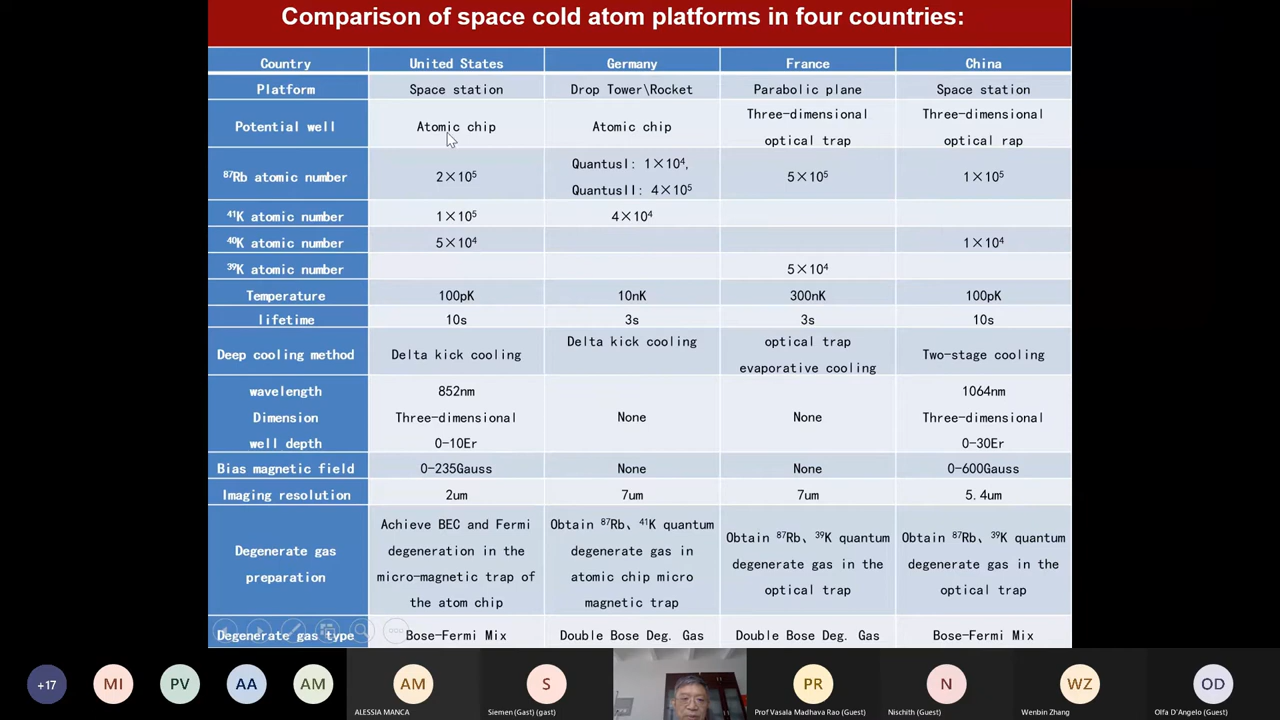 Comparison of space cold atom platforms in four countries:
Country United States Germany France China
Platform Space station Drop Tower\Rocket Parabolic plane Space station
Potential well Atomic chip Atomic chip Three-dimensional optical trap Three-dimensional optical rap
⁸⁷Rb atomic number 2×10⁵ QuantusI: 1×10⁴, QuantusII: 4×10⁵ 5×10⁵ 1×10⁵
⁴¹K atomic number 1×10⁵ 4×10⁴
⁴⁰K atomic number 5×10⁴ 1×10⁴
³⁹K atomic number 5×10⁴
Temperature 100pK 10nK 300nK 100pK
lifetime 10s 3s 3s 10s
Deep cooling method Delta kick cooling Delta kick cooling optical trap evaporative cooling Two-stage cooling
wavelength 852nm 1064nm
Dimension Three-dimensional None None Three-dimensional
well depth 0-10Er 0-30Er
Bias magnetic field 0-235Gauss None None 0-600Gauss
Imaging resolution 2um 7um 7um 5.4um
Degenerate gas preparation Achieve BEC and Fermi degeneration in the micro-magnetic trap of the atom chip Obtain ⁸⁷Rb、⁴¹K quantum degenerate gas in atomic chip micro magnetic trap Obtain ⁸⁷Rb、³⁹K quantum degenerate gas in the optical trap Obtain ⁸⁷Rb、³⁹K quantum degenerate gas in the optical trap
Degenerate gas type Bose-Fermi Mix Double Bose Deg. Gas Double Bose Deg. Gas Bose-Fermi Mix
+17 MI PV AA AM AM S PR N WZ OD
ALESSIA MANCA Siemen (Gast) (gast) Prof Vasala Madhava Rao (Guest) Nischith (Guest) Wenbin Zhang Olfa D'Angelo (Guest)